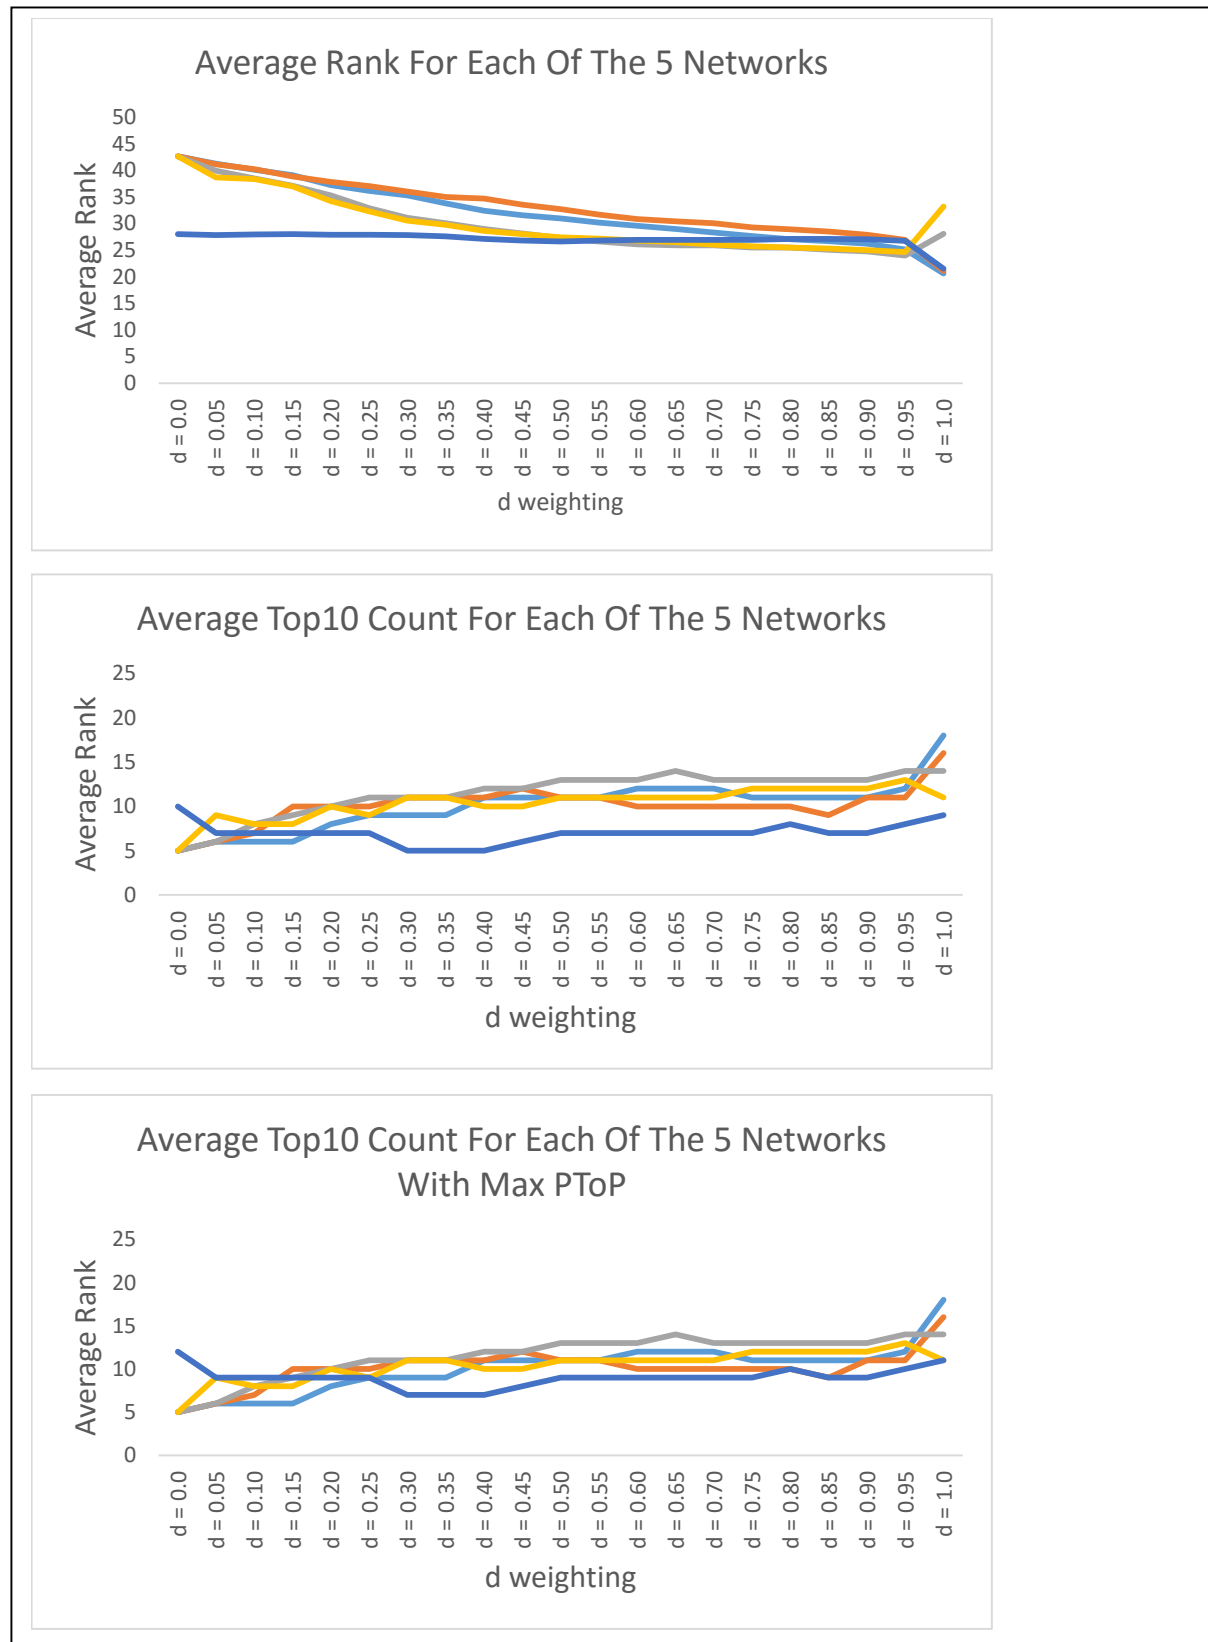 Average Rank For Each Of The 5 Networks
Average Rank
50
45
40
35
30
25
20
15
10
5
0
d = 0.0
d = 0.05
d = 0.10
d = 0.15
d = 0.20
d = 0.25
d = 0.30
d = 0.35
d = 0.40
d = 0.45
d = 0.50
d = 0.55
d = 0.60
d = 0.65
d = 0.70
d = 0.75
d = 0.80
d = 0.85
d = 0.90
d = 0.95
d = 1.0
d weighting
Average Top10 Count For Each Of The 5 Networks
Average Rank
25
20
15
10
5
0
d = 0.0
d = 0.05
d = 0.10
d = 0.15
d = 0.20
d = 0.25
d = 0.30
d = 0.35
d = 0.40
d = 0.45
d = 0.50
d = 0.55
d = 0.60
d = 0.65
d = 0.70
d = 0.75
d = 0.80
d = 0.85
d = 0.90
d = 0.95
d = 1.0
d weighting
Average Top10 Count For Each Of The 5 Networks
With Max PToP
Average Rank
25
20
15
10
5
0
d = 0.0
d = 0.05
d = 0.10
d = 0.15
d = 0.20
d = 0.25
d = 0.30
d = 0.35
d = 0.40
d = 0.45
d = 0.50
d = 0.55
d = 0.60
d = 0.65
d = 0.70
d = 0.75
d = 0.80
d = 0.85
d = 0.90
d = 0.95
d = 1.0
d weighting